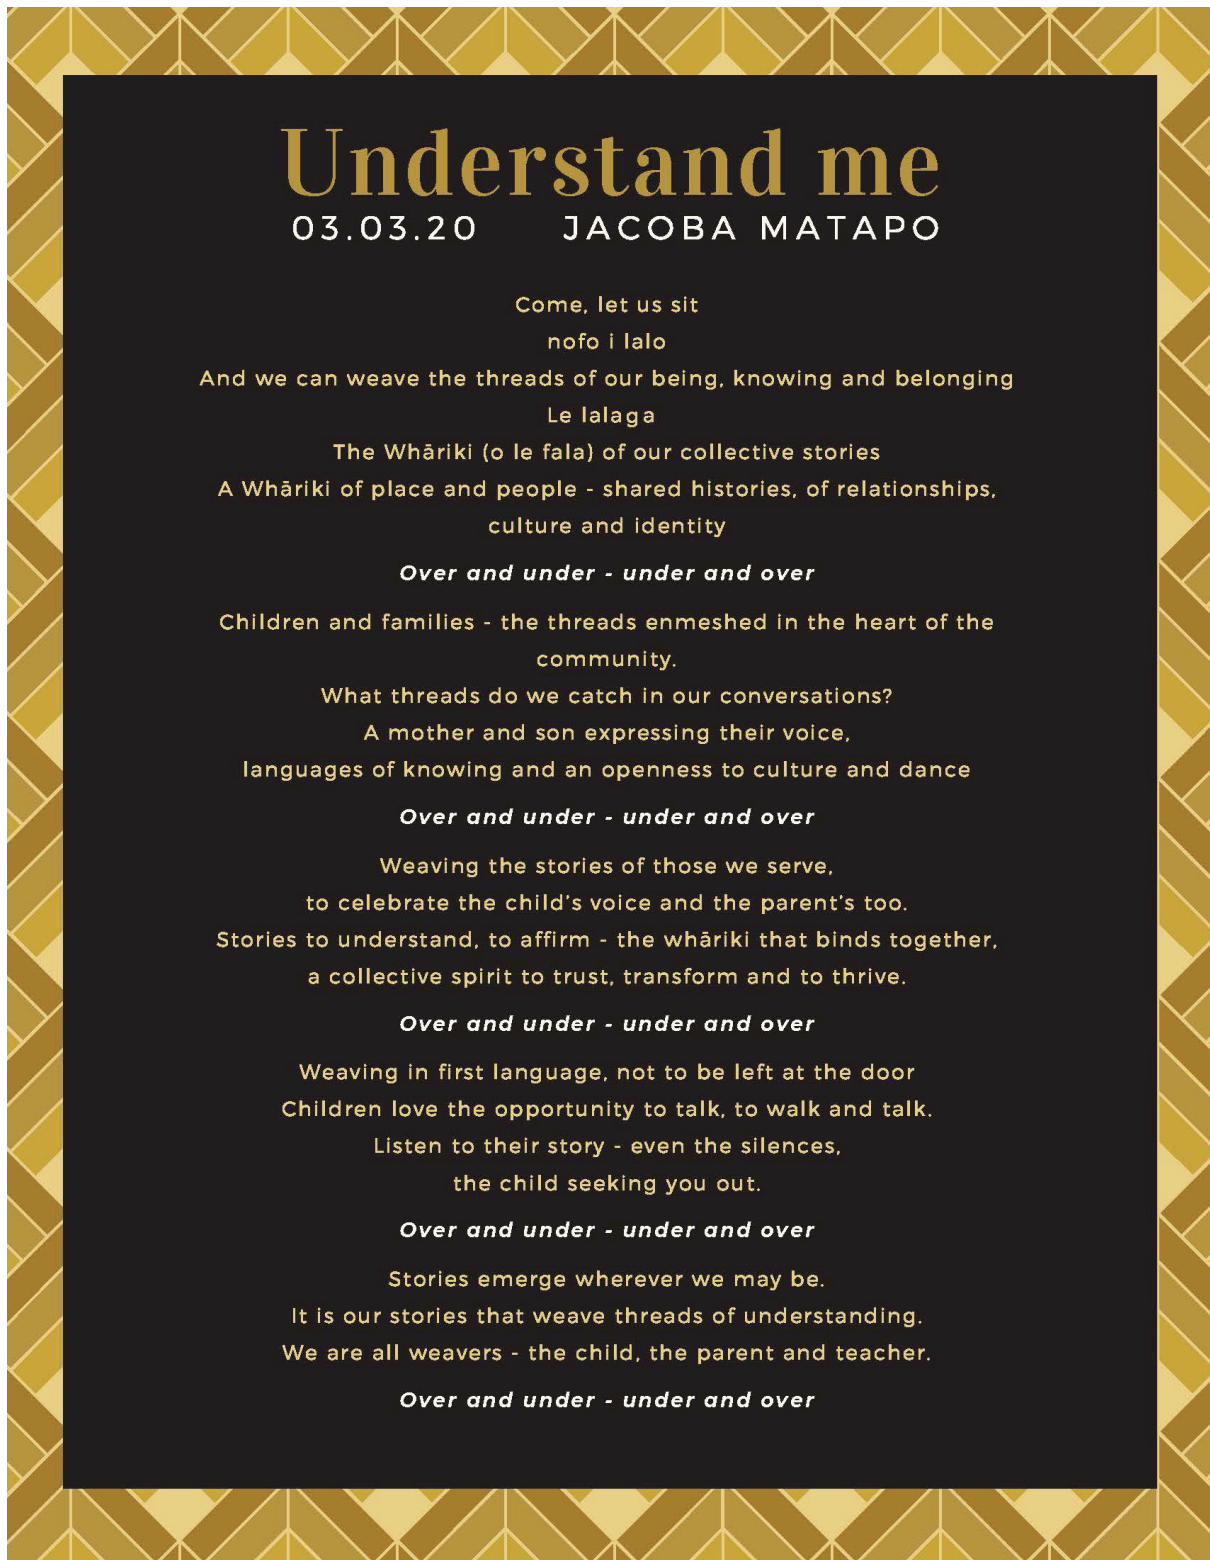 Understand me
03.03.20 JACOBA MATAPO
Come, let us sit
nofo i lalo
And we can weave the threads of our being, knowing and belonging
Le lalaga
The Whāriki (o le fala) of our collective stories
A Whāriki of place and people - shared histories, of relationships,
culture and identity
Over and under - under and over
Children and families - the threads enmeshed in the heart of the
community.
What threads do we catch in our conversations?
A mother and son expressing their voice,
languages of knowing and an openness to culture and dance
Over and under - under and over
Weaving the stories of those we serve,
to celebrate the child's voice and the parent's too.
Stories to understand, to affirm - the whāriki that binds together,
a collective spirit to trust, transform and to thrive.
Over and under - under and over
Weaving in first language, not to be left at the door
Children love the opportunity to talk, to walk and talk.
Listen to their story - even the silences,
the child seeking you out.
Over and under - under and over
Stories emerge wherever we may be.
It is our stories that weave threads of understanding.
We are all weavers - the child, the parent and teacher.
Over and under - under and over